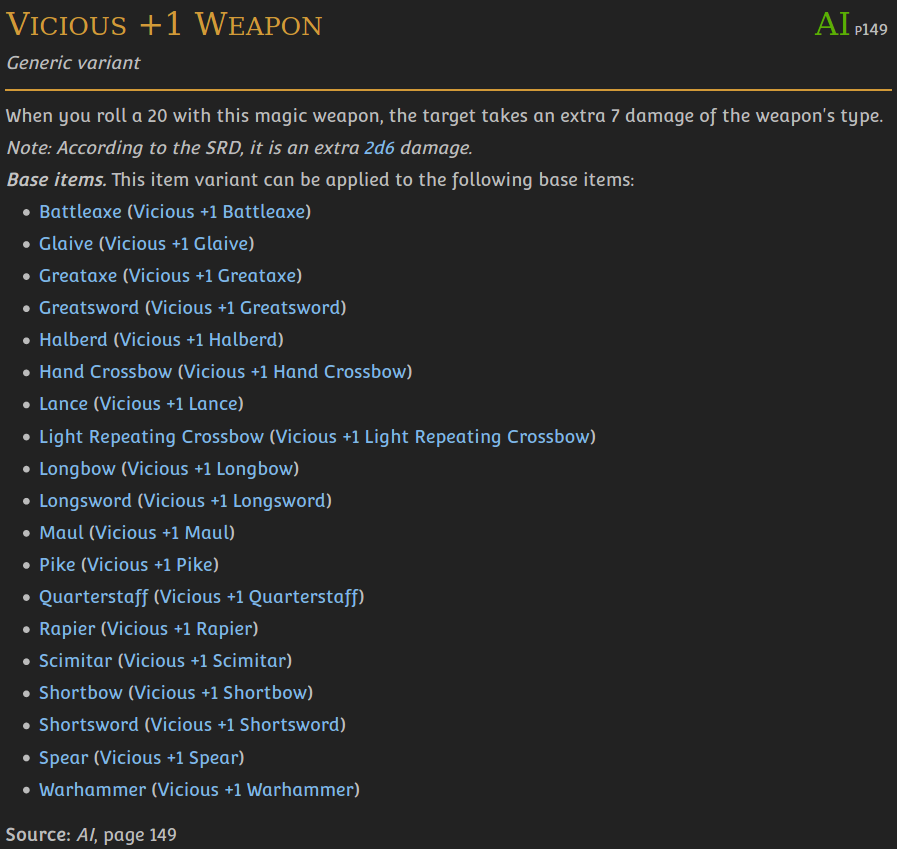 Vicious +1 Weapon AI p149
Generic variant
When you roll a 20 with this magic weapon, the target takes an extra 7 damage of the weapon's type.
Note: According to the SRD, it is an extra 2d6 damage.
Base items. This item variant can be applied to the following base items:
• Battleaxe (Vicious +1 Battleaxe)
• Glaive (Vicious +1 Glaive)
• Greataxe (Vicious +1 Greataxe)
• Greatsword (Vicious +1 Greatsword)
• Halberd (Vicious +1 Halberd)
• Hand Crossbow (Vicious +1 Hand Crossbow)
• Lance (Vicious +1 Lance)
• Light Repeating Crossbow (Vicious +1 Light Repeating Crossbow)
• Longbow (Vicious +1 Longbow)
• Longsword (Vicious +1 Longsword)
• Maul (Vicious +1 Maul)
• Pike (Vicious +1 Pike)
• Quarterstaff (Vicious +1 Quarterstaff)
• Rapier (Vicious +1 Rapier)
• Scimitar (Vicious +1 Scimitar)
• Shortbow (Vicious +1 Shortbow)
• Shortsword (Vicious +1 Shortsword)
• Spear (Vicious +1 Spear)
• Warhammer (Vicious +1 Warhammer)
Source: AI, page 149